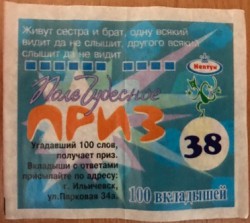 Живут сестра и брат, одну всякий
видит да не слышит, другого всякий
слышит да не видит
Нептун
Поле Чудесное
ПРИЗ
Угадавший 100 слов,
получает приз.
Вкладыши с ответами
присылайте по адресу:
г. Ильичевск,
ул.Парковая 34а.
38
100 вкладышей